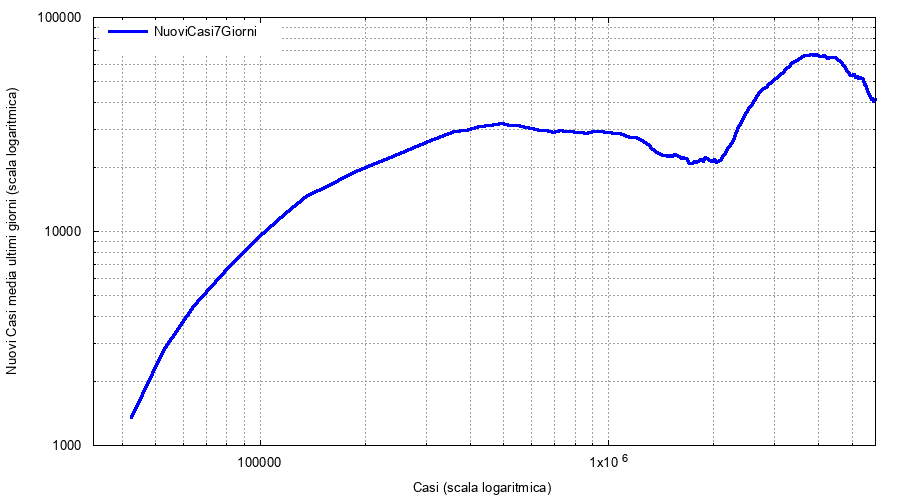 NuoviCasi7Giorni
100000
10000
1000
Nuovi Casi media ultimi giorni (scala logaritmica)
100000
1x10 6
Casi (scala logaritmica)